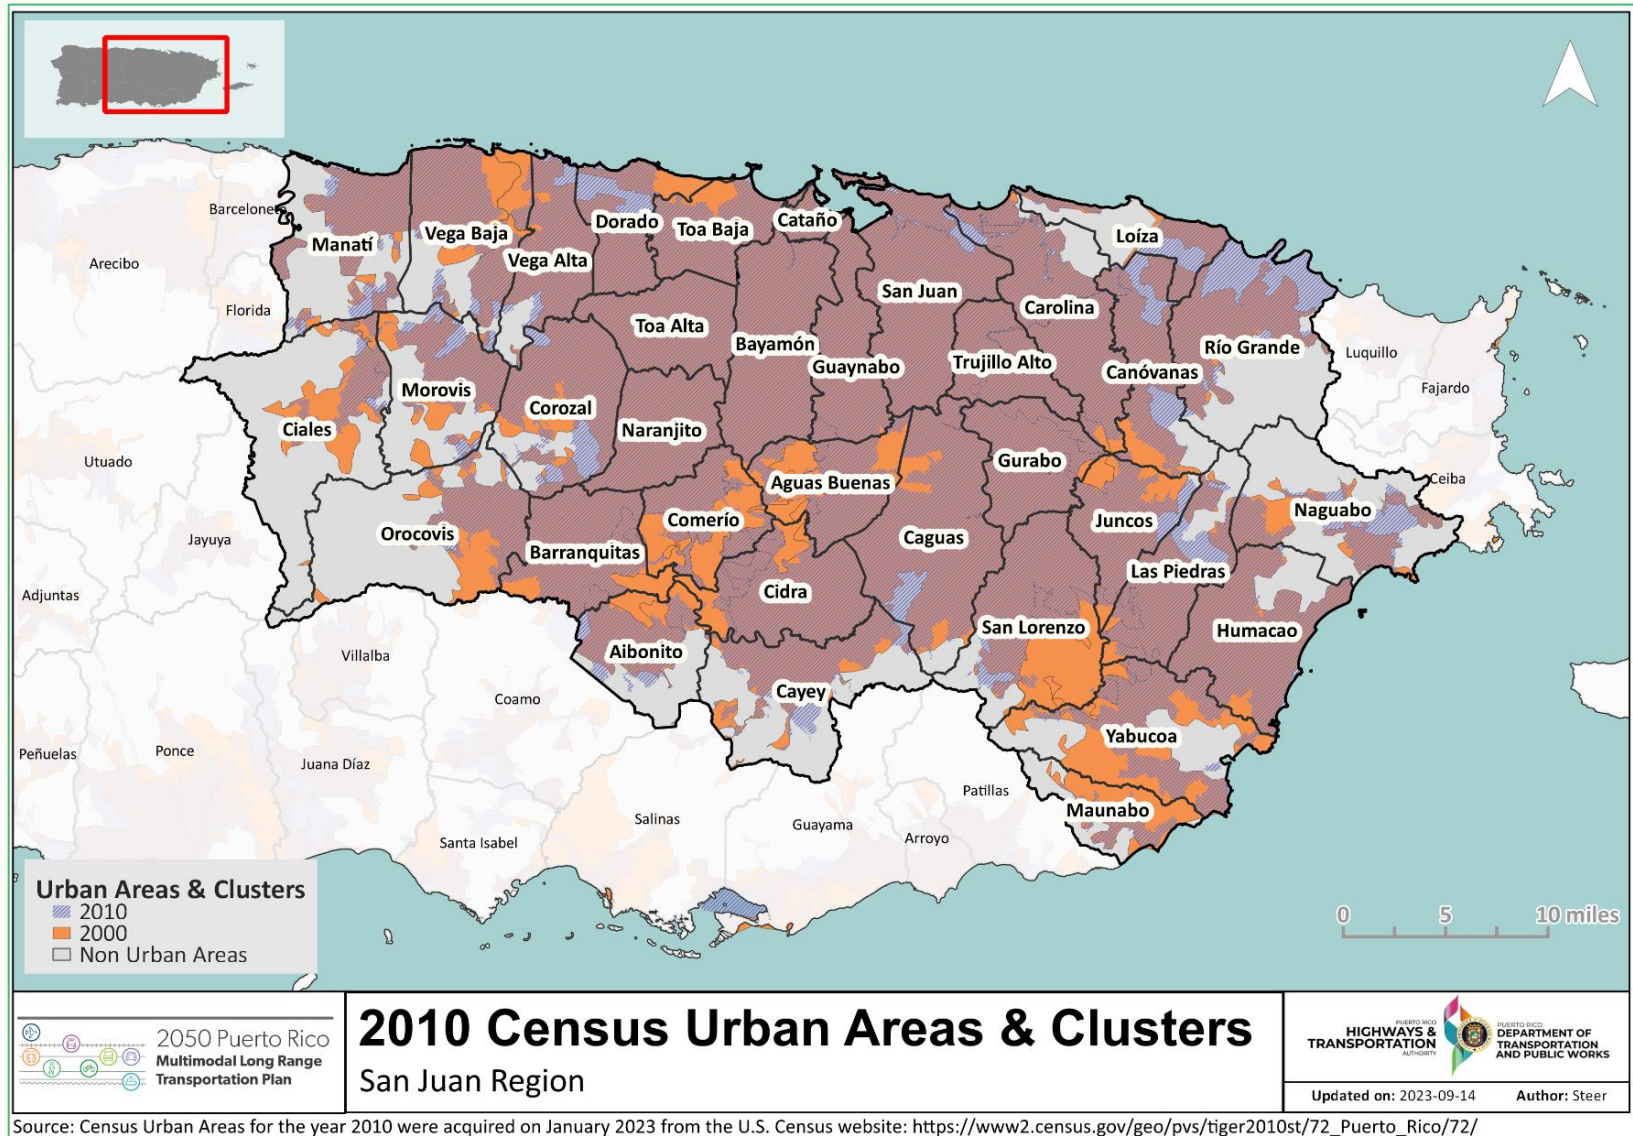 Barceloneta
Manatí
Vega Baja
Vega Alta
Dorado
Toa Baja
Cataño
Loíza
Arecibo
Florida
San Juan
Carolina
Toa Alta
Bayamón
Guaynabo
Trujillo Alto
Canóvanas
Río Grande
Luquillo
Fajardo
Morovis
Corozal
Ciales
Naranjito
Utuado
Gurabo
Aguas Buenas
Ceiba
Naguabo
Comerío
Juncos
Orocovis
Jayuya
Barranquitas
Caguas
Las Piedras
Adjuntas
Cidra
San Lorenzo
Humacao
Villalba
Aibonito
Coamo
Cayey
Yabucoa
Peñuelas
Ponce
Juana Díaz
Patillas
Maunabo
Salinas
Guayama
Arroyo
Santa Isabel
Urban Areas & Clusters
2010
2000
Non Urban Areas
0 5 10 miles
2050 Puerto Rico
Multimodal Long Range
Transportation Plan
2010 Census Urban Areas & Clusters
San Juan Region
PUERTO RICO
HIGHWAYS &
TRANSPORTATION
AUTHORITY
PUERTO RICO
DEPARTMENT OF
TRANSPORTATION
AND PUBLIC WORKS
Updated on: 2023-09-14 Author: Steer
Source: Census Urban Areas for the year 2010 were acquired on January 2023 from the U.S. Census website: https://www2.census.gov/geo/pvs/tiger2010st/72_Puerto_Rico/72/